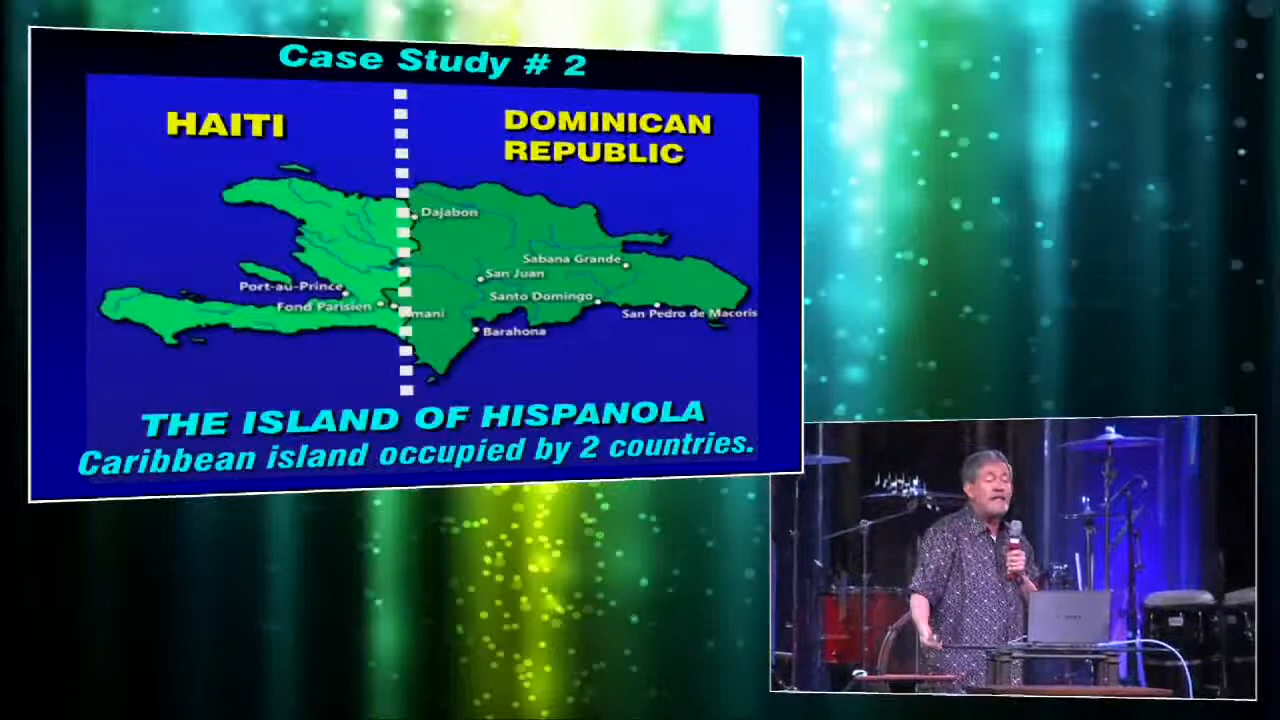 Case Study # 2
HAITI
DOMINICAN
REPUBLIC
Dajabon
Sabana Grande
San Juan
Port-au-Prince
Santo Domingo
Fond Parisien
mani
San Pedro de Macoris
Barahona
THE ISLAND OF HISPANOLA
Caribbean island occupied by 2 countries.